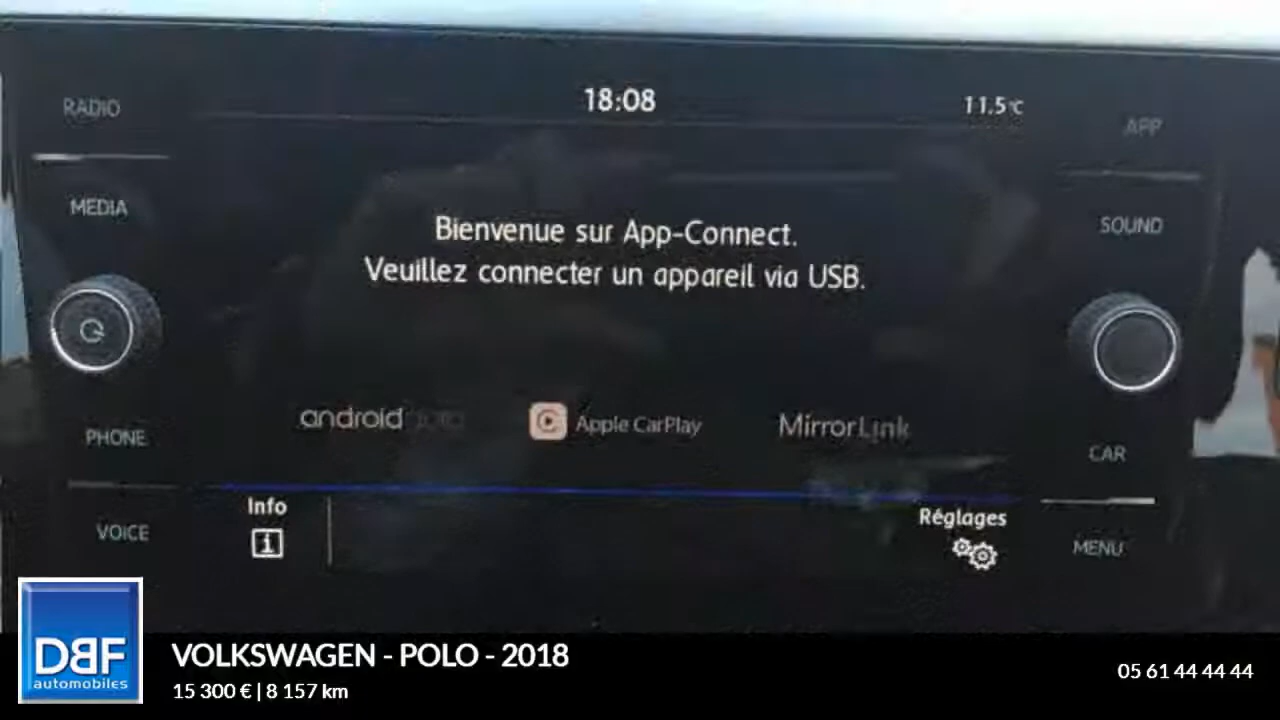 RADIO
18:08
11.5°C
APP
MEDIA
SOUND
Bienvenue sur App-Connect.
Veuillez connecter un appareil via USB.
android auto
Apple CarPlay
MirrorLink
PHONE
CAR
Info
Réglages
VOICE
MENU
DBF
automobiles
VOLKSWAGEN - POLO - 2018
15 300 € | 8 157 km
05 61 44 44 44